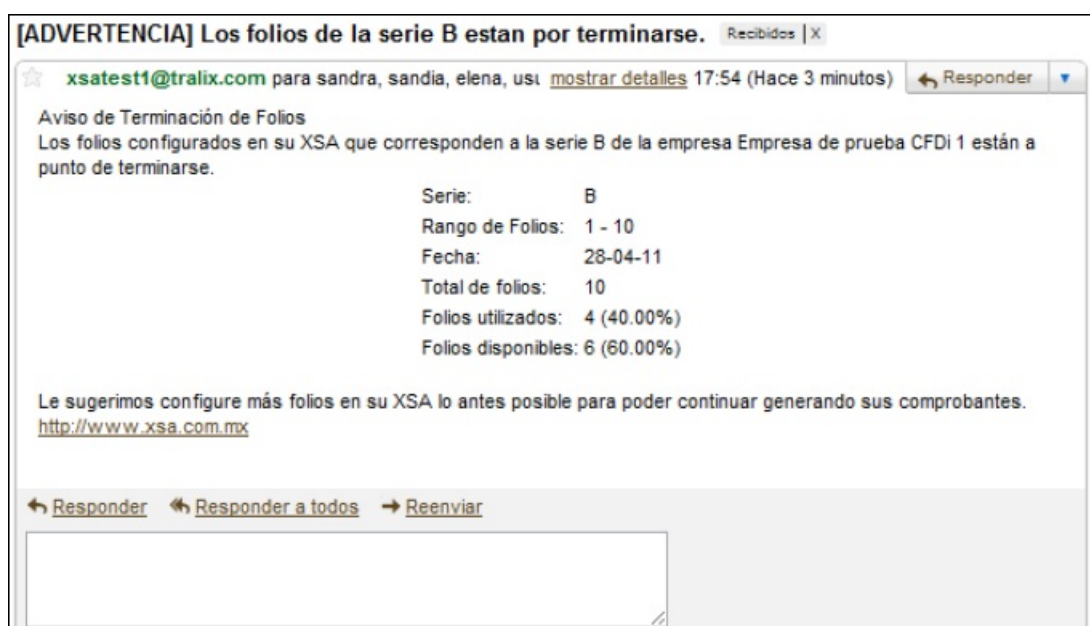 [ADVERTENCIA] Los folios de la serie B estan por terminarse. Recibidos | X
xsatest1@tralix.com para sandra, sandia, elena, usu mostrar detalles 17:54 (Hace 3 minutos) Responder
Aviso de Terminación de Folios
Los folios configurados en su XSA que corresponden a la serie B de la empresa Empresa de prueba CFDi 1 están a
punto de terminarse.
Serie: B
Rango de Folios: 1 - 10
Fecha: 28-04-11
Total de folios: 10
Folios utilizados: 4 (40.00%)
Folios disponibles: 6 (60.00%)
Le sugerimos configure más folios en su XSA lo antes posible para poder continuar generando sus comprobantes.
http://www.xsa.com.mx
Responder Responder a todos Reenviar